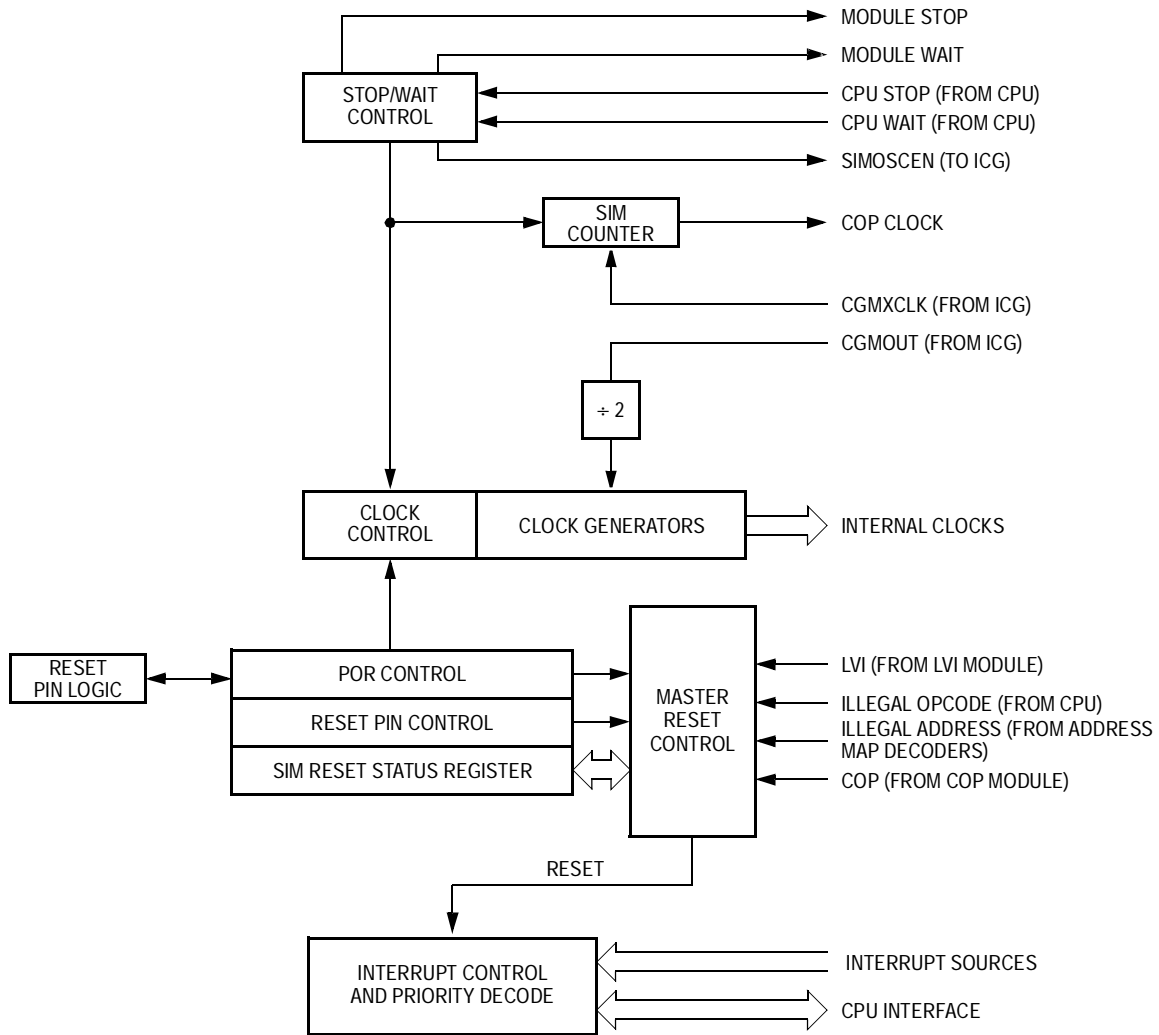 MODULE STOP
MODULE WAIT
STOP/WAIT
CONTROL
CPU STOP (FROM CPU)
CPU WAIT (FROM CPU)
SIMOSCEN (TO ICG)
SIM
COUNTER
COP CLOCK
CGMXCLK (FROM ICG)
CGMOUT (FROM ICG)
÷ 2
CLOCK
CONTROL
CLOCK GENERATORS
INTERNAL CLOCKS
RESET
PIN LOGIC
POR CONTROL
RESET PIN CONTROL
SIM RESET STATUS REGISTER
MASTER
RESET
CONTROL
LVI (FROM LVI MODULE)
ILLEGAL OPCODE (FROM CPU)
ILLEGAL ADDRESS (FROM ADDRESS
MAP DECODERS)
COP (FROM COP MODULE)
RESET
INTERRUPT CONTROL
AND PRIORITY DECODE
INTERRUPT SOURCES
CPU INTERFACE